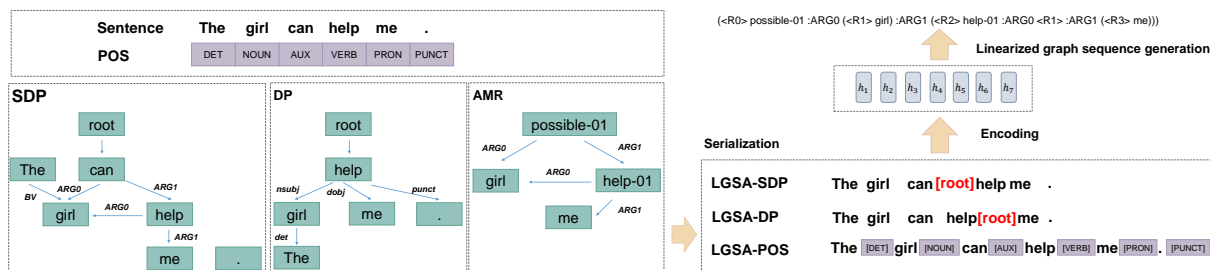 Sentence The girl can help me .
POS DET NOUN AUX VERB PRON PUNCT
SDP
root
The can
BV ARG0 ARG1
girl ARG0 help
ARG1
me .
DP
root
help
nsubj dobj punct
girl me .
det
The
AMR
possible-01
ARG0 ARG1
girl ARG0 help-01
ARG1
me
(<R0> possible-01 :ARG0 (<R1> girl) :ARG1 (<R2> help-01 :ARG0 <R1> :ARG1 (<R3> me)))
Linearized graph sequence generation
h1 h2 h3 h4 h5 h6 h7
Encoding
Serialization
LGSA-SDP The girl can[root]help me .
LGSA-DP The girl can help[root]me .
LGSA-POS The [DET] girl [NOUN] can [AUX] help [VERB] me [PRON] . [PUNCT]